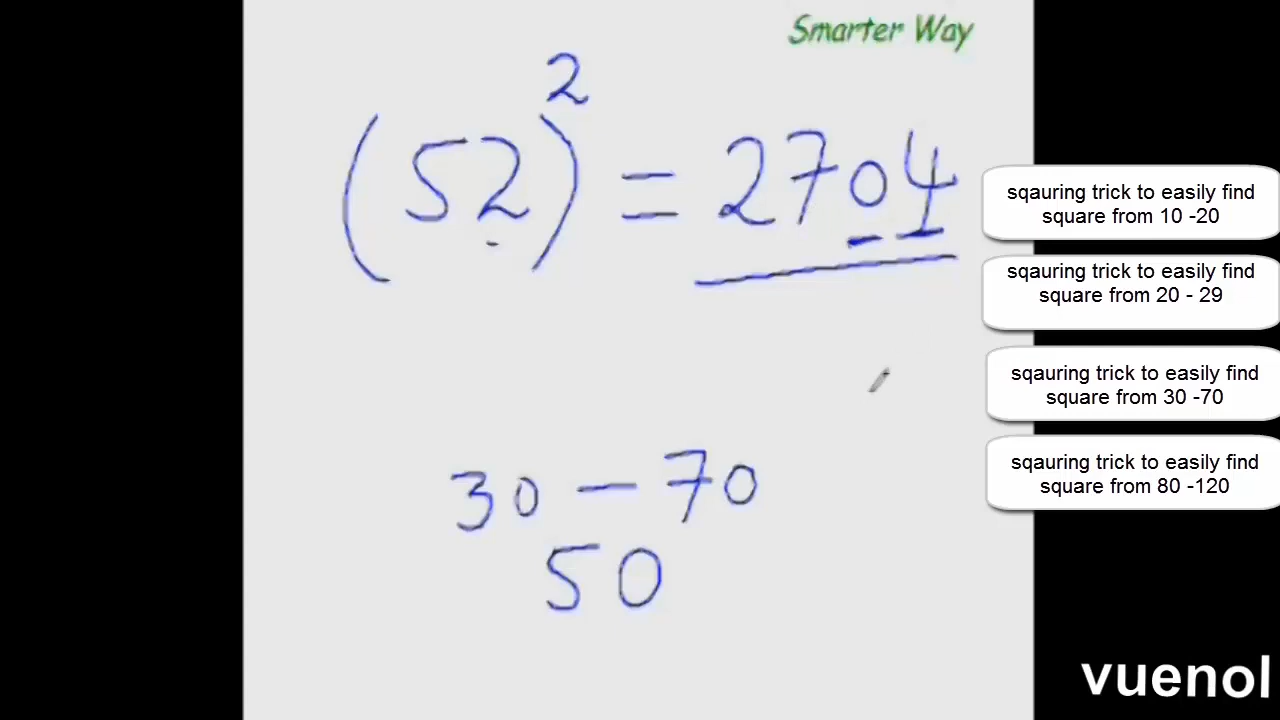 Smarter Way
(52)² = 2704
30 – 70
50
sqauring trick to easily find
square from 10 -20
sqauring trick to easily find
square from 20 - 29
sqauring trick to easily find
square from 30 -70
sqauring trick to easily find
square from 80 -120
vuenol